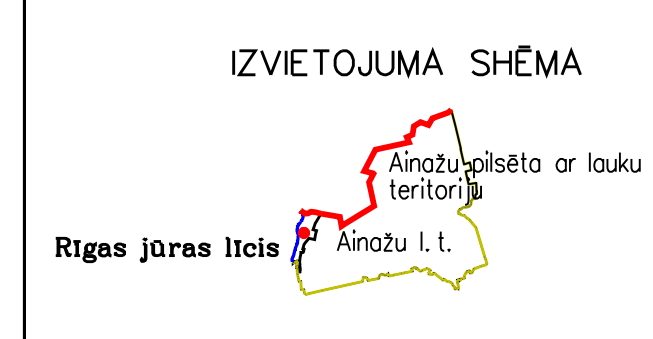 IZVIETOJUMA SHĒMA
Ainažu pilsēta ar lauku
teritoriju
Rīgas jūras līcis
Ainažu l. t.